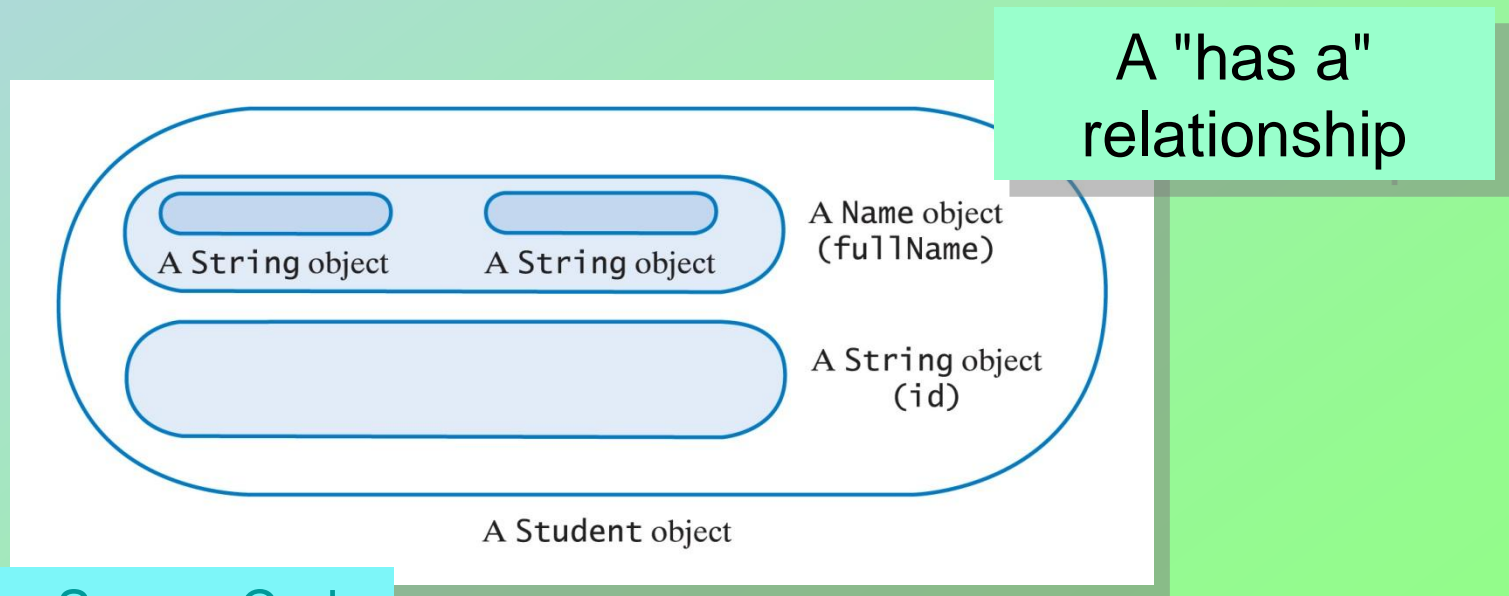 A "has a"
relationship
A Name object
(fullName)
A String object
A String object
A String object
(id)
A Student object